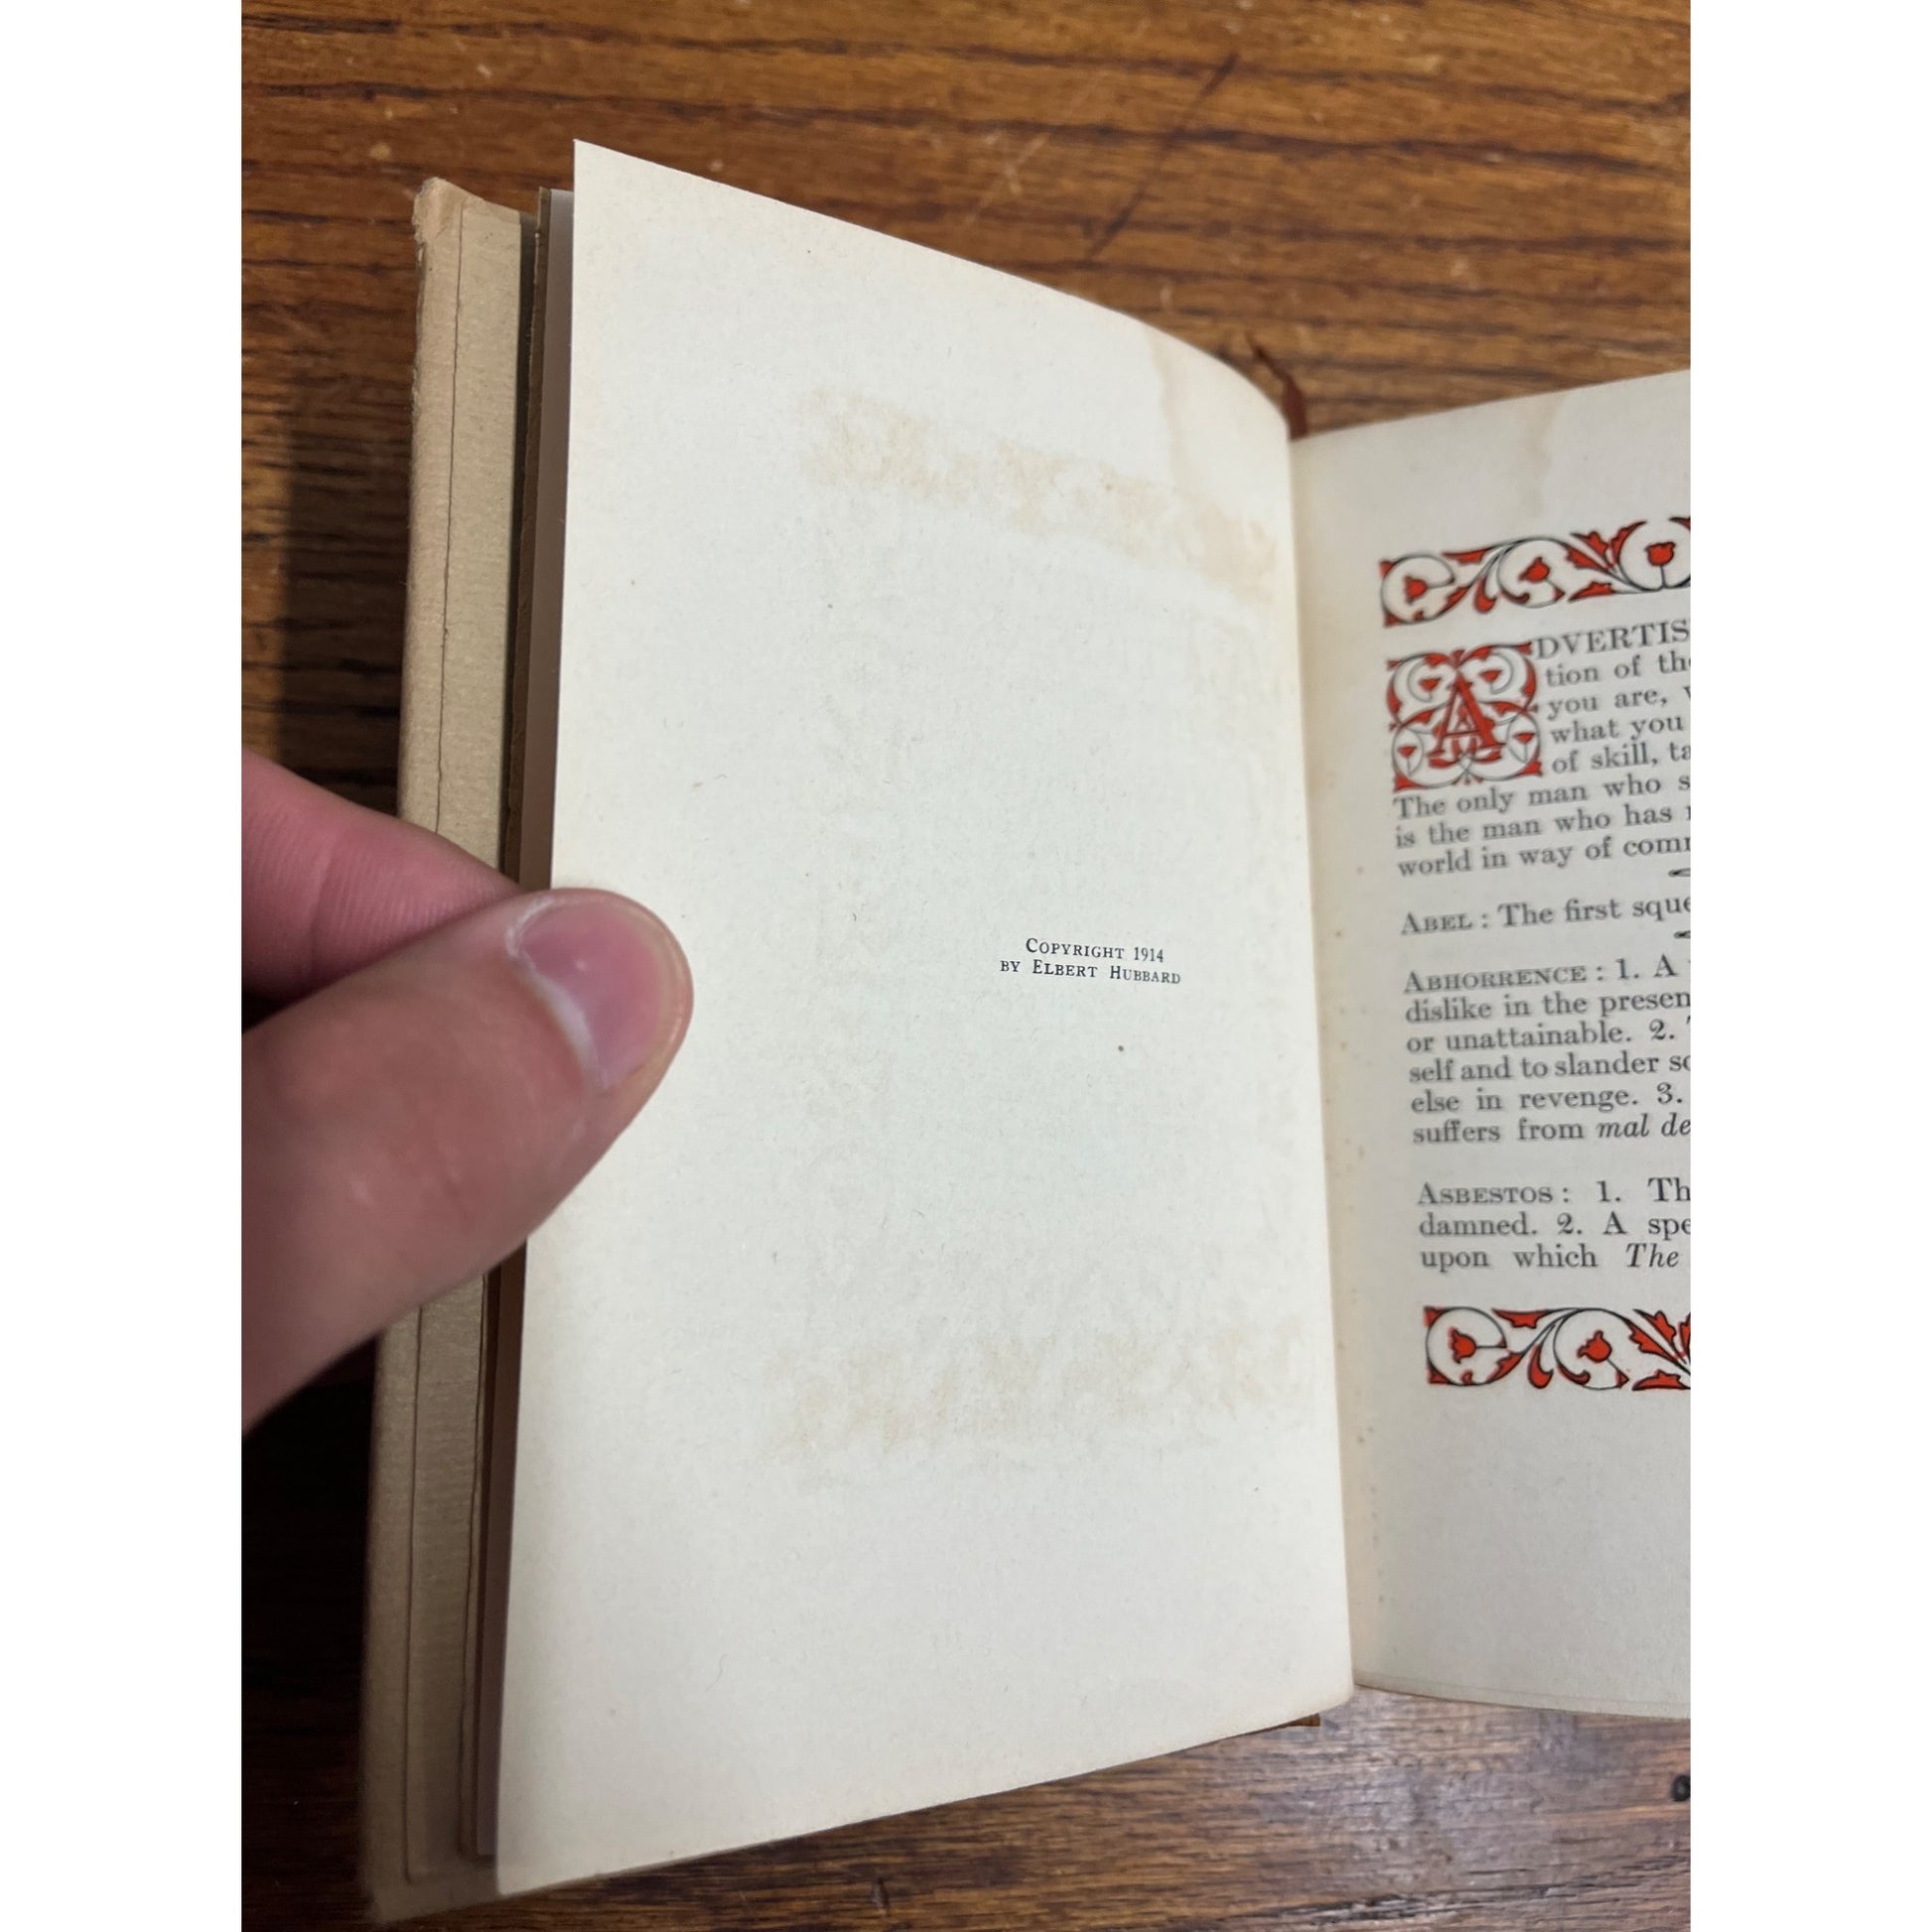 COPYRIGHT 1914
BY ELBERT HUBBARD
ADVERTIS
tion of the
you are,
what you
of skill, ta
The only man who s
is the man who has
world in way of com
ABEL : The first sque
ABHORRENCE : 1. A
dislike in the presen
or unattainable. 2.
self and to slander so
else in revenge. 3.
suffers from mal de
ASBESTOS : 1. Th
damned. 2. A spe
upon which The